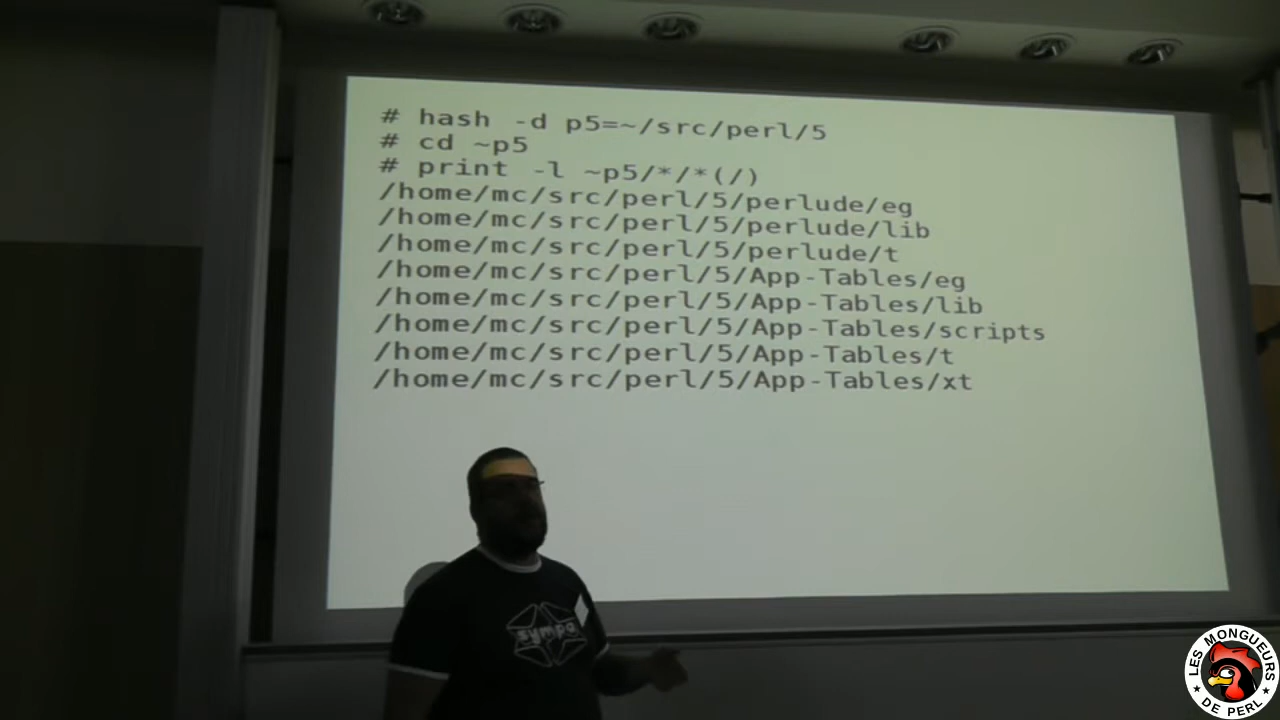 # hash -d p5=~/src/perl/5
# cd ~p5
# print -l ~p5/*/*(/)
/home/mc/src/perl/5/perlude/eg
/home/mc/src/perl/5/perlude/lib
/home/mc/src/perl/5/perlude/t
/home/mc/src/perl/5/App-Tables/eg
/home/mc/src/perl/5/App-Tables/lib
/home/mc/src/perl/5/App-Tables/scripts
/home/mc/src/perl/5/App-Tables/t
/home/mc/src/perl/5/App-Tables/xt
sympa
LES MONGUEURS
DE PERL